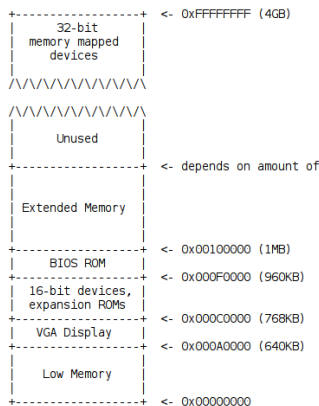 +------------------+  <- 0xFFFFFFFF (4GB)
|      32-bit      |
|  memory mapped   |
|     devices      |
|                  |
/\/\/\/\/\/\/\/\/\/\
/\/\/\/\/\/\/\/\/\/\
|                  |
|      Unused      |
|                  |
+------------------+  <- depends on amount of
|                  |
|                  |
| Extended Memory  |
|                  |
|                  |
+------------------+  <- 0x00100000 (1MB)
|     BIOS ROM     |
+------------------+  <- 0x000F0000 (960KB)
|  16-bit devices, |
|  expansion ROMs  |
+------------------+  <- 0x000C0000 (768KB)
|   VGA Display    |
+------------------+  <- 0x000A0000 (640KB)
|                  |
|    Low Memory    |
|                  |
+------------------+  <- 0x00000000